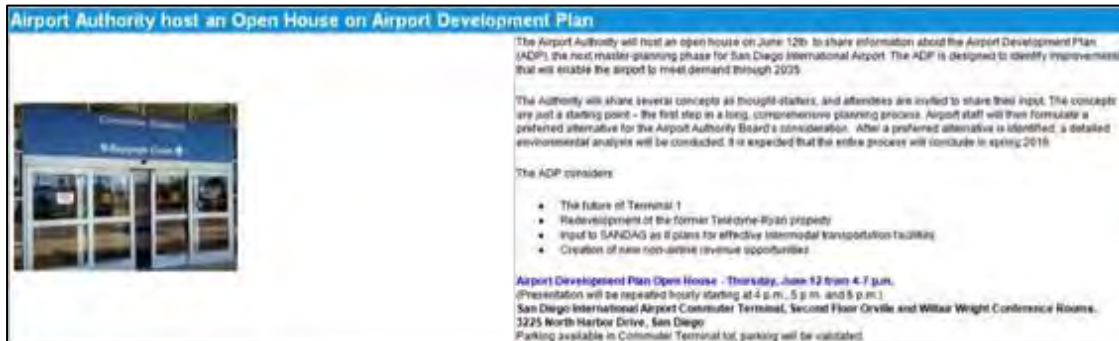 Airport Authority host an Open House on Airport Development Plan
The Airport Authority will host an open house on June 12th to share information about the Airport Development Plan
(ADP), the next master-planning phase for San Diego International Airport. The ADP is designed to identify improvements
that will enable the airport to meet demand through 2035.
The Authority will share several concepts as thought-starters, and attendees are invited to share their input. The concepts
are just a starting point – the first step in a long, comprehensive planning process. Airport staff will then formulate a
preferred alternative for the Airport Authority Board's consideration. After a preferred alternative is identified, a detailed
environmental analysis will be conducted. It is expected that the entire process will conclude in spring
The ADP considers
• The future of Terminal 1
• Redevelopment of the former Teledyne-Ryan property
• Input to SANDAG as it plans for effective intermodal transportation facilities
• Creation of new non-airline revenue opportunities
Airport Development Plan Open House - Thursday, June 12 from 4-7 p.m.
(Presentation will be repeated hourly starting at 4 p.m., 5 p.m. and 6 p.m.)
San Diego International Airport Commuter Terminal, Second Floor Orville and Wilbur Wright Conference Rooms,
3225 North Harbor Drive, San Diego
Parking available in Commuter Terminal lot, parking will be validated.
Commuter Terminal
Baggage Claim